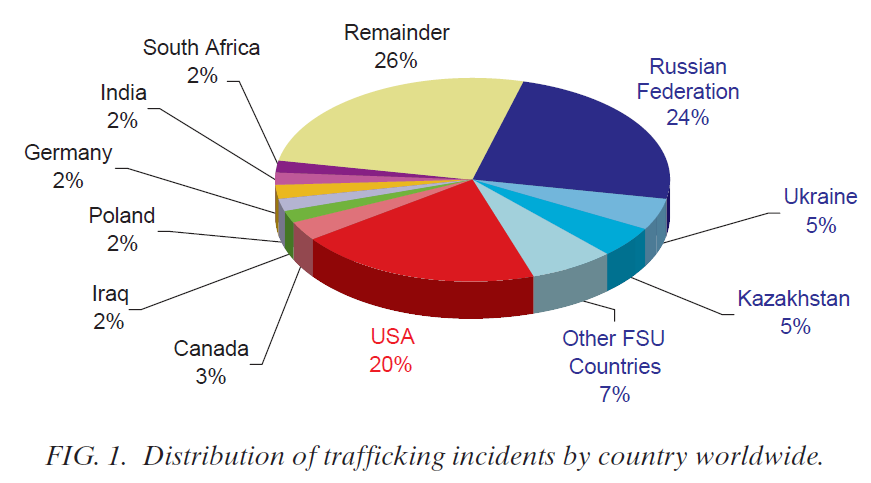 Remainder
26%
South Africa
2%
India
2%
Germany
2%
Poland
2%
Iraq
2%
Canada
3%
USA
20%
Other FSU
Countries
7%
Kazakhstan
5%
Ukraine
5%
Russian
Federation
24%
FIG. 1. Distribution of trafficking incidents by country worldwide.